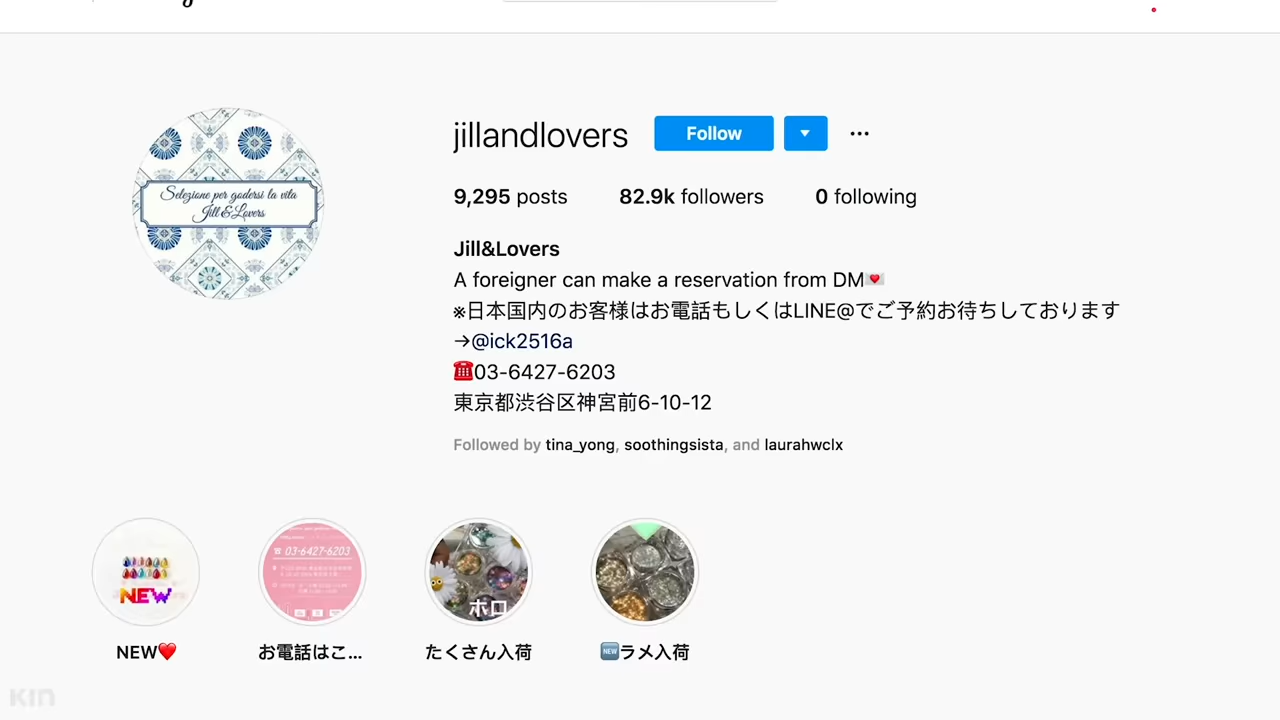 jillandlovers
Follow
9,295 posts
82.9k followers
0 following
Selezione per godersi la vita
Jill&Lovers
Jill&Lovers
A foreigner can make a reservation from DM💌
※日本国内のお客様はお電話もしくはLINE@でご予約お待ちしております
→@ick2516a
☎03-6427-6203
東京都渋谷区神宮前6-10-12
Followed by tina_yong, soothingsista, and laurahwclx
NEW
03-6427-6203
ホロ
NEW❤️
お電話はこ...
たくさん入荷
🆕ラメ入荷
KIN